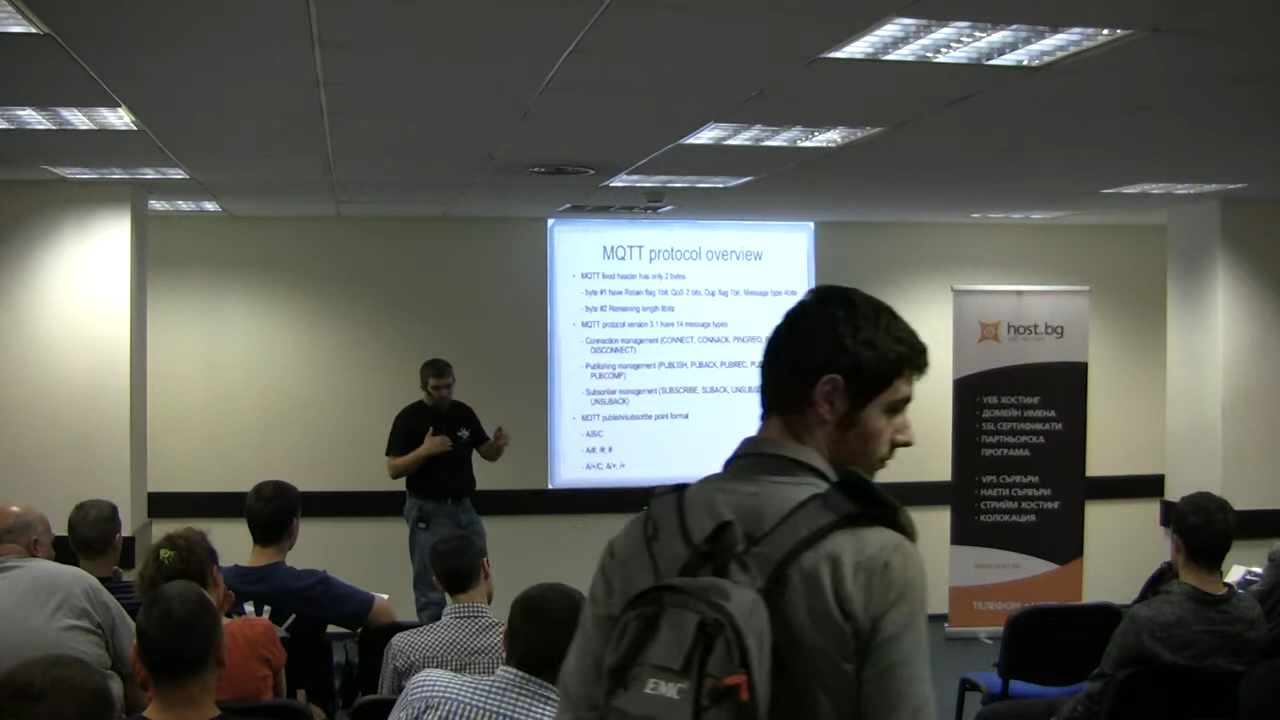 MQTT protocol overview
MQTT fixed header has only 2 bytes
- byte #1 have Retain flag 1bit; QoS 2 bits; Dup flag 1bit; Message type 4bits
- byte #2 Remaining length 8bits
MQTT protocol version 3.1 have 14 message types
- Connection management (CONNECT, CONNACK, PINGREQ,
DISCONNECT)
- Publishing management (PUBLISH, PUBACK, PUBREC,
PUBCOMP)
- Subscriber management (SUBSCRIBE, SUBACK,
UNSUBACK)
MQTT publish/subscribe point format
- A/B/C
- A/#, /#, #
- A/+/C; A/+; /+
host.bg
УЕБ ХОСТИНГ
ДОМЕЙН ИМЕНА
SSL СЕРТИФИКАТИ
ПАРТНЬОРСКА
ПРОГРАМА
VPS СЪРВЪРИ
НАЕТИ СЪРВЪРИ
СТРИЙМ ХОСТИНГ
КОЛОКАЦИЯ
EMC